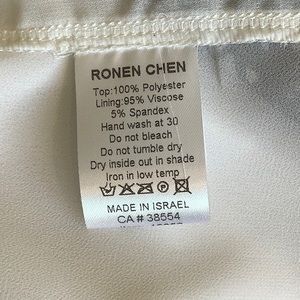 RONEN CHEN
Top:100% Polyester
Lining:95% Viscose
5% Spandex
Hand wash at 30
Do not bleach
Do not tumble dry
Dry inside out in shade
Iron in low temp
MADE IN ISRAEL
CA # 38554